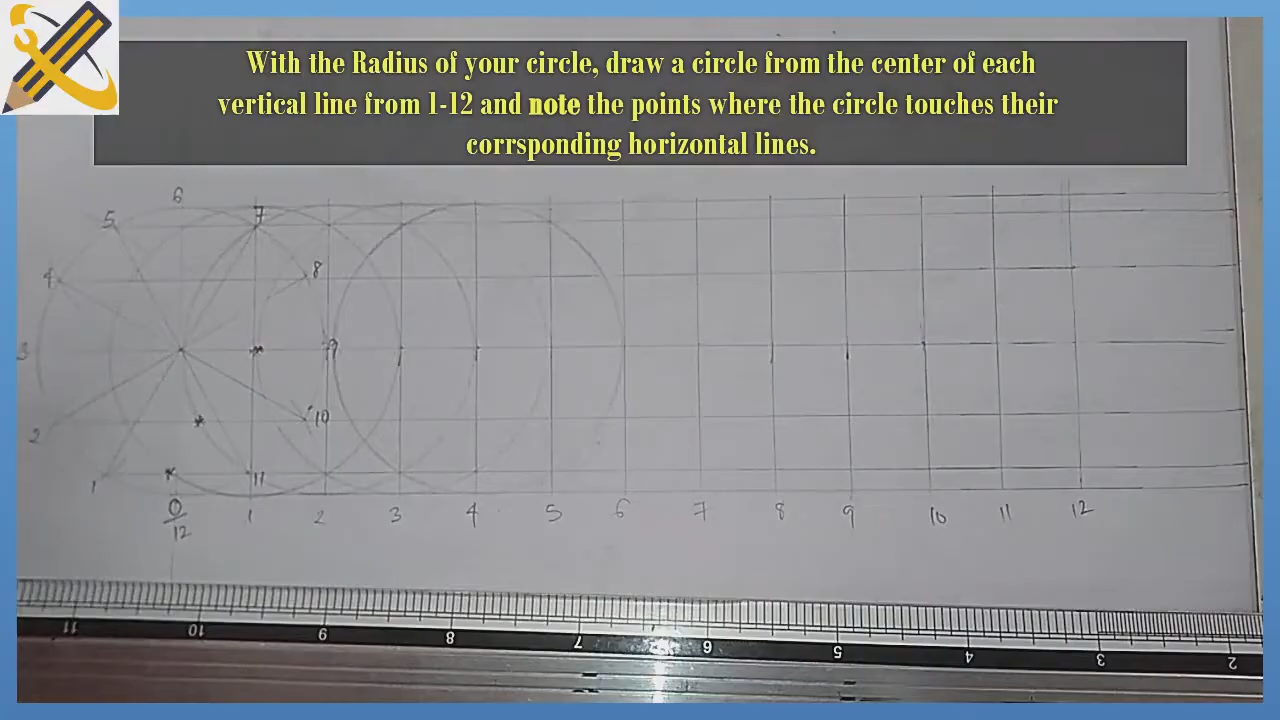 With the Radius of your circle, draw a circle from the center of each
vertical line from 1-12 and note the points where the circle touches their
corrsponding horizontal lines.
6
5
7
4
8
3
9
2
10
1
11
0 1 2 3 4 5 6 7 8 9 10 11 12
12
11 10 9 8 7 6 5 4 3 2